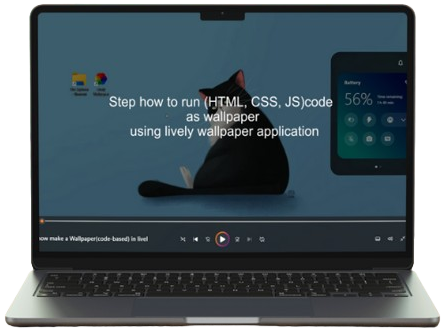 Battery
56%
Step how to run (HTML, CSS, JS)code
as wallpaper
using lively wallpaper application
now make a Wallpaper(code-based) in livel